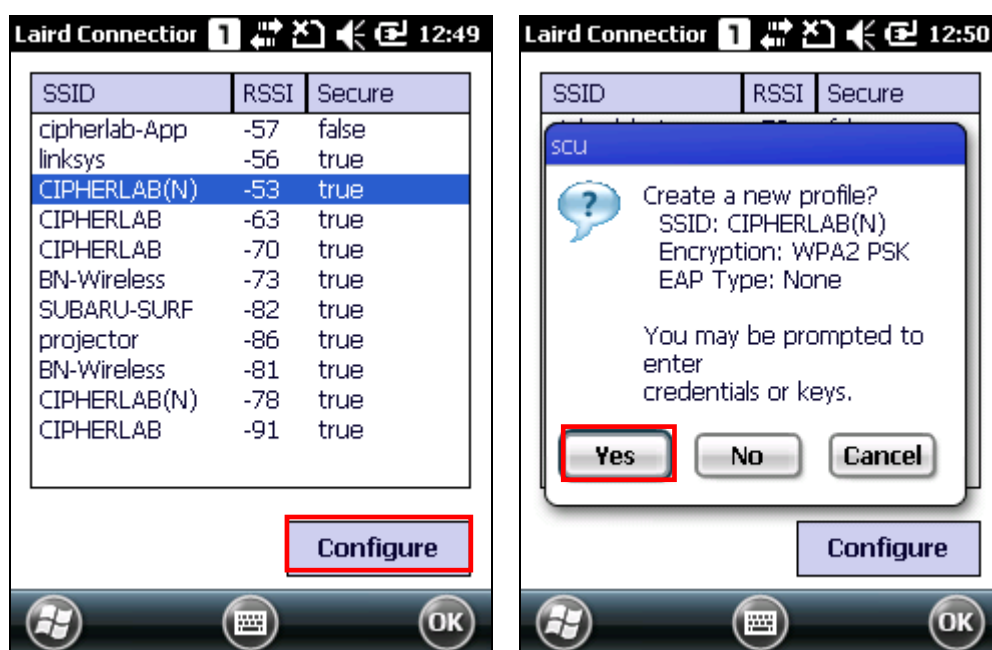 Laird Connectior 1 12:49
SSID RSSI Secure
cipherlab-App -57 false
linksys -56 true
CIPHERLAB(N) -53 true
CIPHERLAB -63 true
CIPHERLAB -70 true
BN-Wireless -73 true
SUBARU-SURF -82 true
projector -86 true
BN-Wireless -81 true
CIPHERLAB(N) -78 true
CIPHERLAB -91 true
Configure
OK
Laird Connectior 1 12:50
SSID RSSI Secure
scu
Create a new profile?
SSID: CIPHERLAB(N)
Encryption: WPA2 PSK
EAP Type: None
You may be prompted to
enter
credentials or keys.
Yes No Cancel
Configure
OK